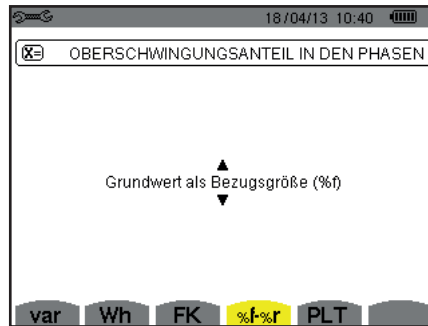 18/04/13 10:40
X= OBERSCHWINGUNGSANTEIL IN DEN PHASEN
Grundwert als Bezugsgröße (%f)
var Wh FK %f-%r PLT